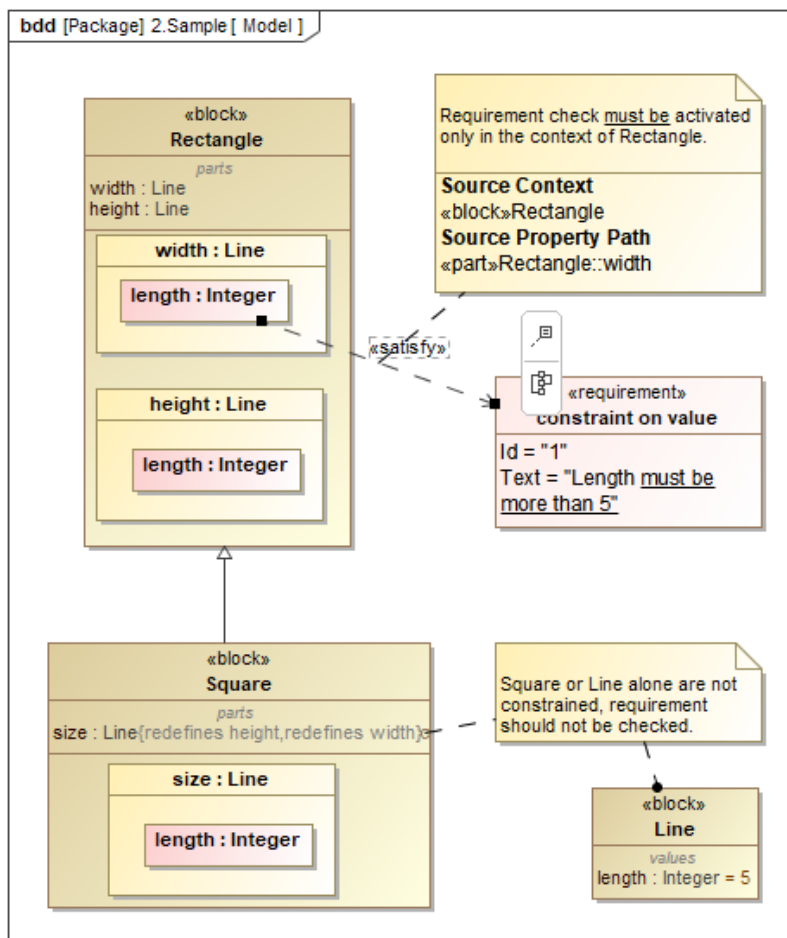 bdd [Package] 2.Sample [ Model ]
«block»
Rectangle
parts
width : Line
height : Line
width : Line
length : Integer
height : Line
length : Integer
Requirement check must be activated
only in the context of Rectangle.
Source Context
«block»Rectangle
Source Property Path
«part»Rectangle::width
«satisfy»
«requirement»
constraint on value
Id = "1"
Text = "Length must be
more than 5"
«block»
Square
parts
size : Line{redefines height,redefines width}
size : Line
length : Integer
Square or Line alone are not
constrained, requirement
should not be checked.
«block»
Line
values
length : Integer = 5